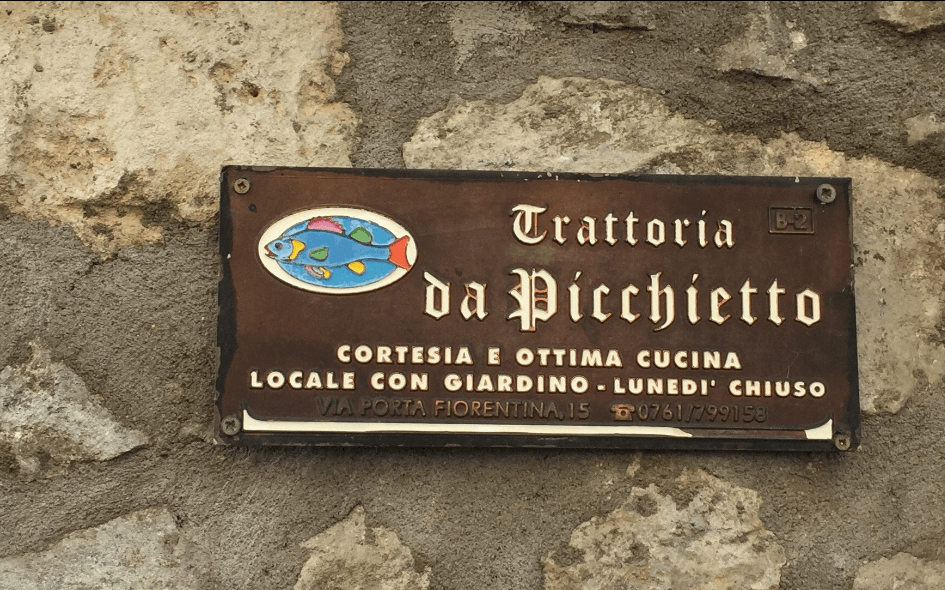 Trattoria
B-2
da Picchietto
CORTESIA E OTTIMA CUCINA
LOCALE CON GIARDINO - LUNEDI' CHIUSO
VIA PORTA FIORENTINA, 15 ☎ 0761/799158